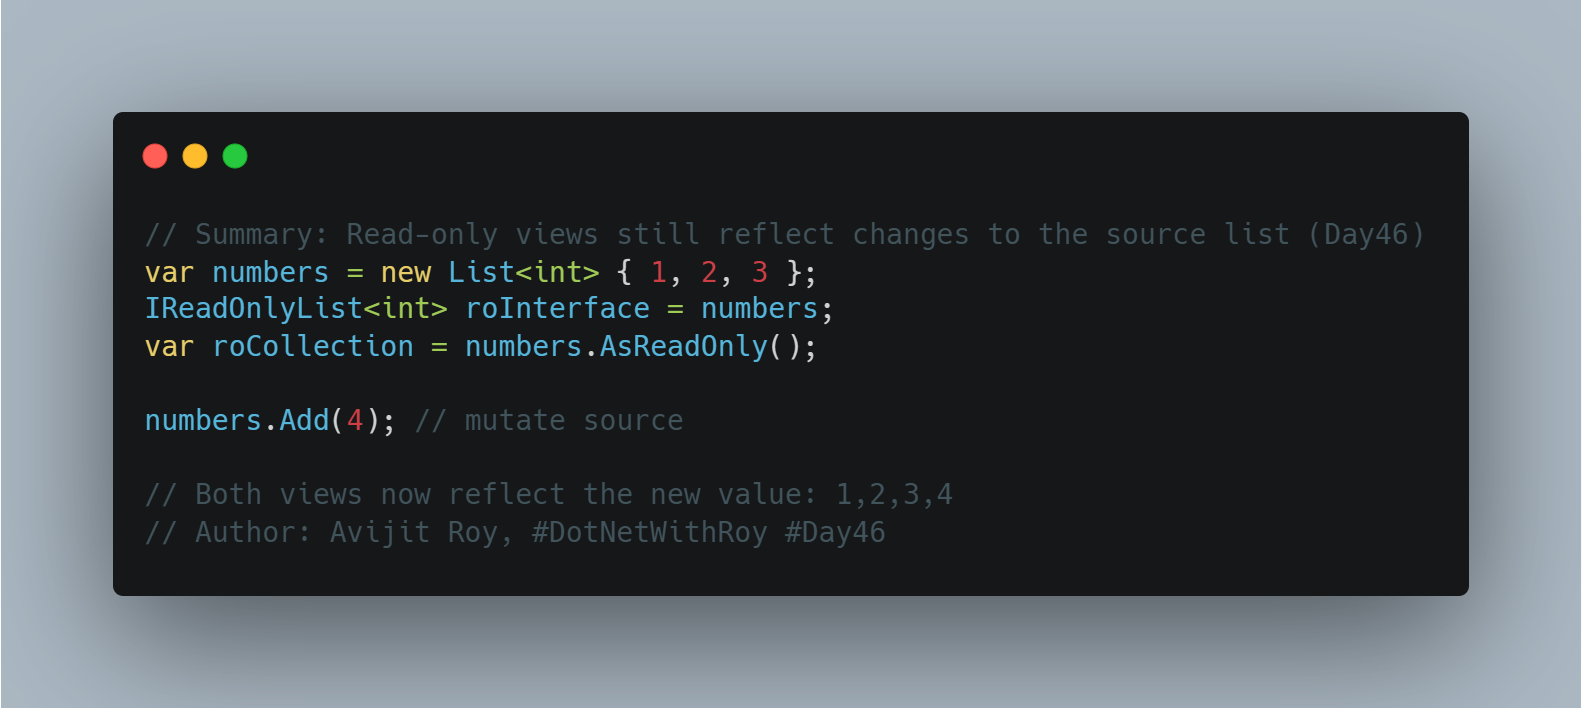 // Summary: Read-only views still reflect changes to the source list (Day46)
var numbers = new List<int> { 1, 2, 3 };
IReadOnlyList<int> roInterface = numbers;
var roCollection = numbers.AsReadOnly();
numbers.Add(4); // mutate source
// Both views now reflect the new value: 1,2,3,4
// Author: Avijit Roy, #DotNetWithRoy #Day46